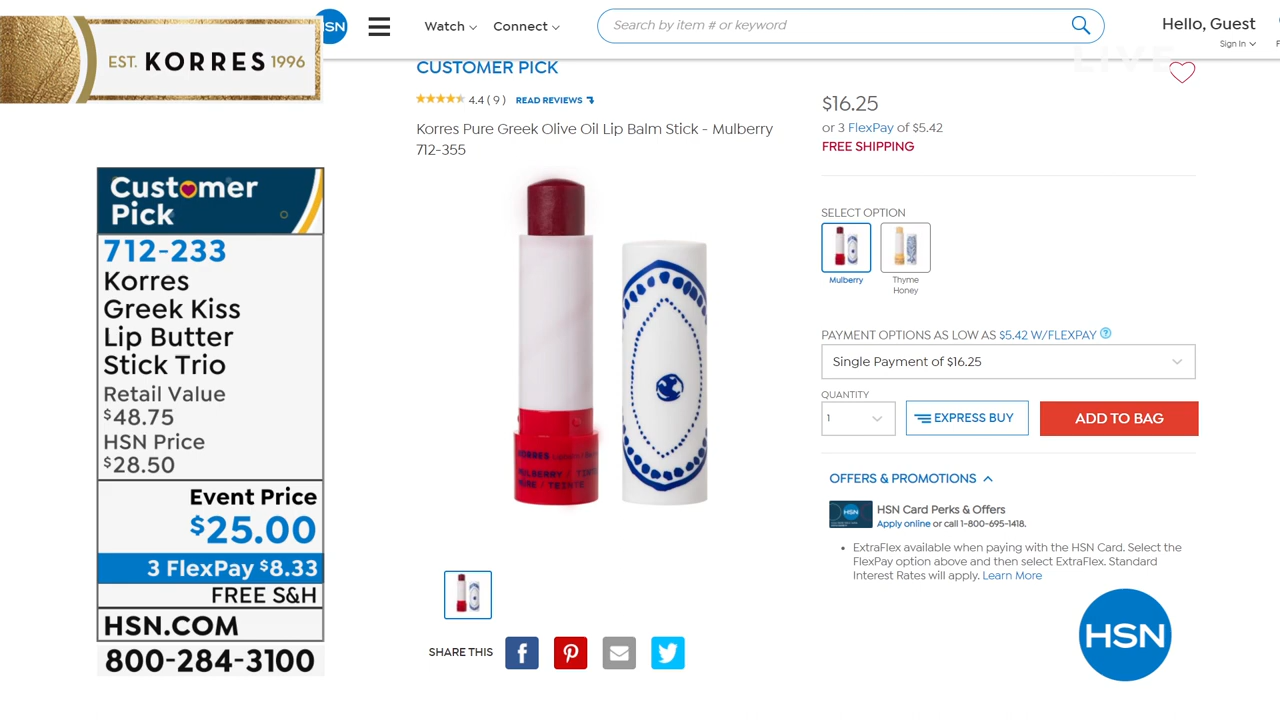 EST. KORRES 1996
HSN
Watch
Connect
Search by item # or keyword
Hello, Guest
Sign In
LIVE
CUSTOMER PICK
4.4 ( 9 ) READ REVIEWS
Korres Pure Greek Olive Oil Lip Balm Stick - Mulberry
712-355
$16.25
or 3 FlexPay of $5.42
FREE SHIPPING
Customer
Pick
712-233
Korres
Greek Kiss
Lip Butter
Stick Trio
Retail Value
$48.75
HSN Price
$28.50
Event Price
$25.00
3 FlexPay $8.33
FREE S&H
HSN.COM
800-284-3100
KORRES
MULBERRY / TINT
MÛRE / TEINTE
SHARE THIS
SELECT OPTION
Mulberry
Thyme
Honey
PAYMENT OPTIONS AS LOW AS $5.42 W/FLEXPAY ?
Single Payment of $16.25
QUANTITY
1
EXPRESS BUY
ADD TO BAG
OFFERS & PROMOTIONS
HSN
HSN Card Perks & Offers
Apply online or call 1-800-695-1418.
• ExtraFlex available when paying with the HSN Card. Select the
FlexPay option above and then select ExtraFlex. Standard
Interest Rates will apply. Learn More
HSN